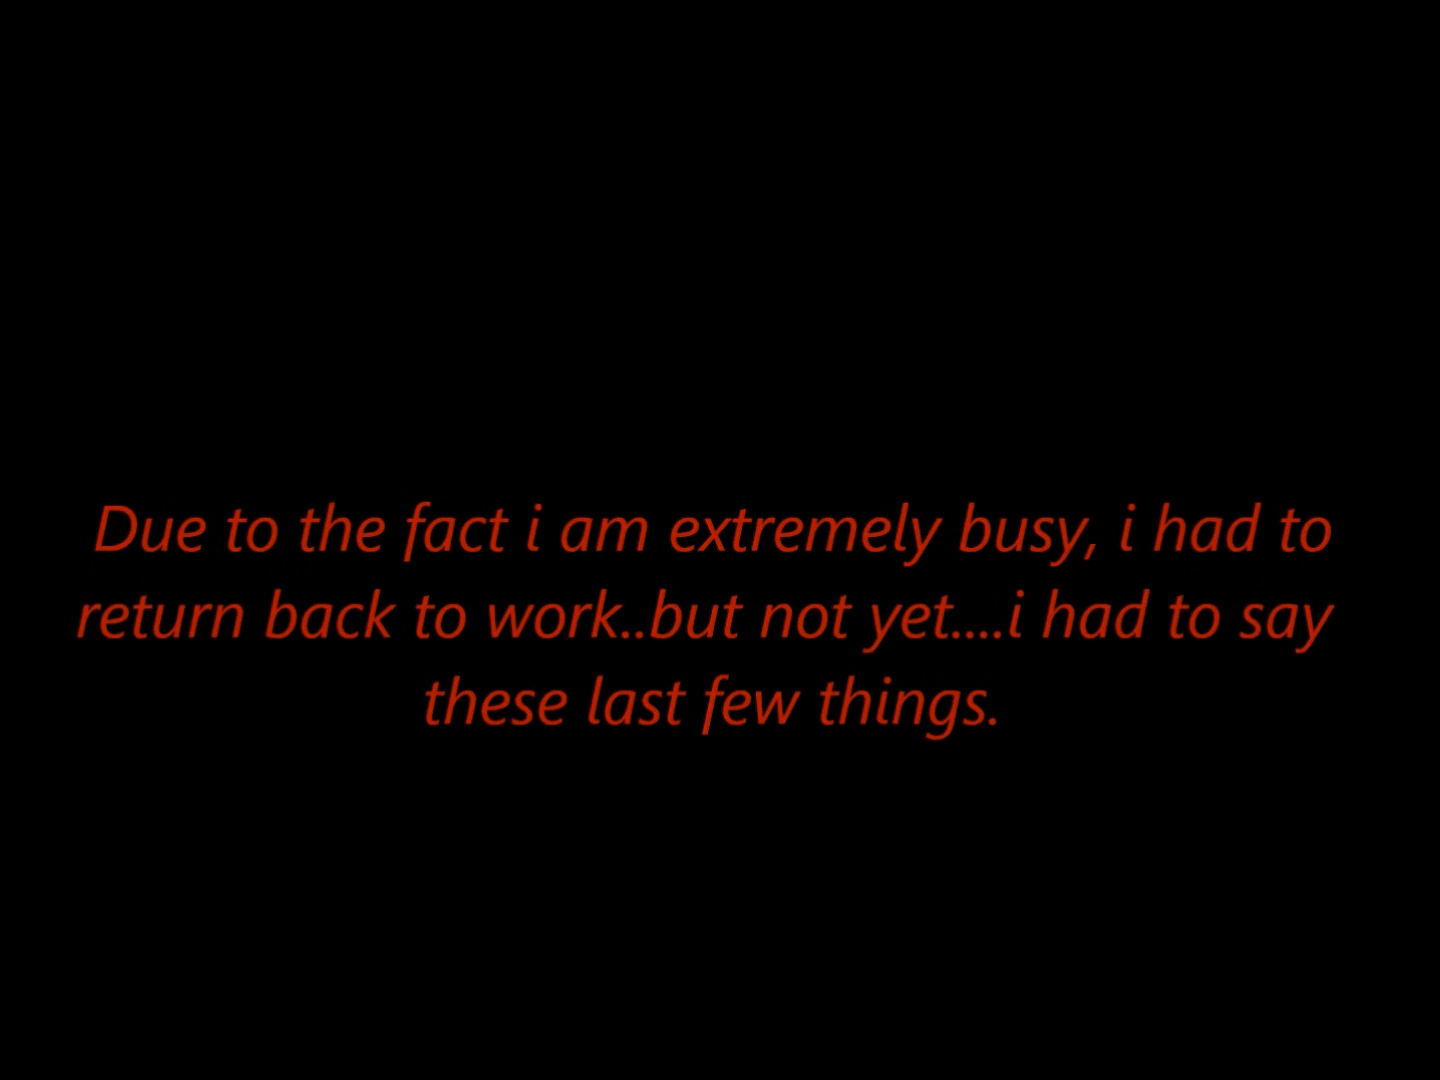 Due to the fact i am extremely busy, i had to
return back to work..but not yet....i had to say
these last few things.